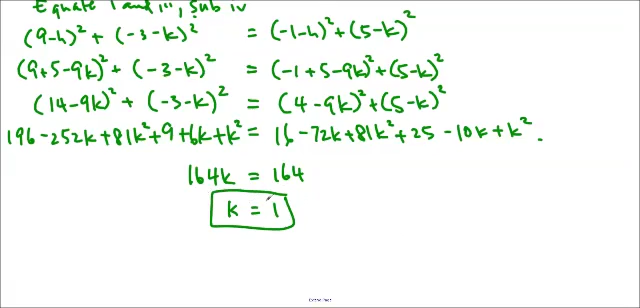 Equate i and iii, sub iv
(9-h)² + (-3-k)² = (-1-h)² + (5-k)²
(9+5-9k)² + (-3-k)² = (-1+5-9k)² + (5-k)²
(14-9k)² + (-3-k)² = (4-9k)² + (5-k)²
196-252k+81k²+9+6k+k² = 16-72k+81k²+25-10k+k².
164k = 164
k = 1